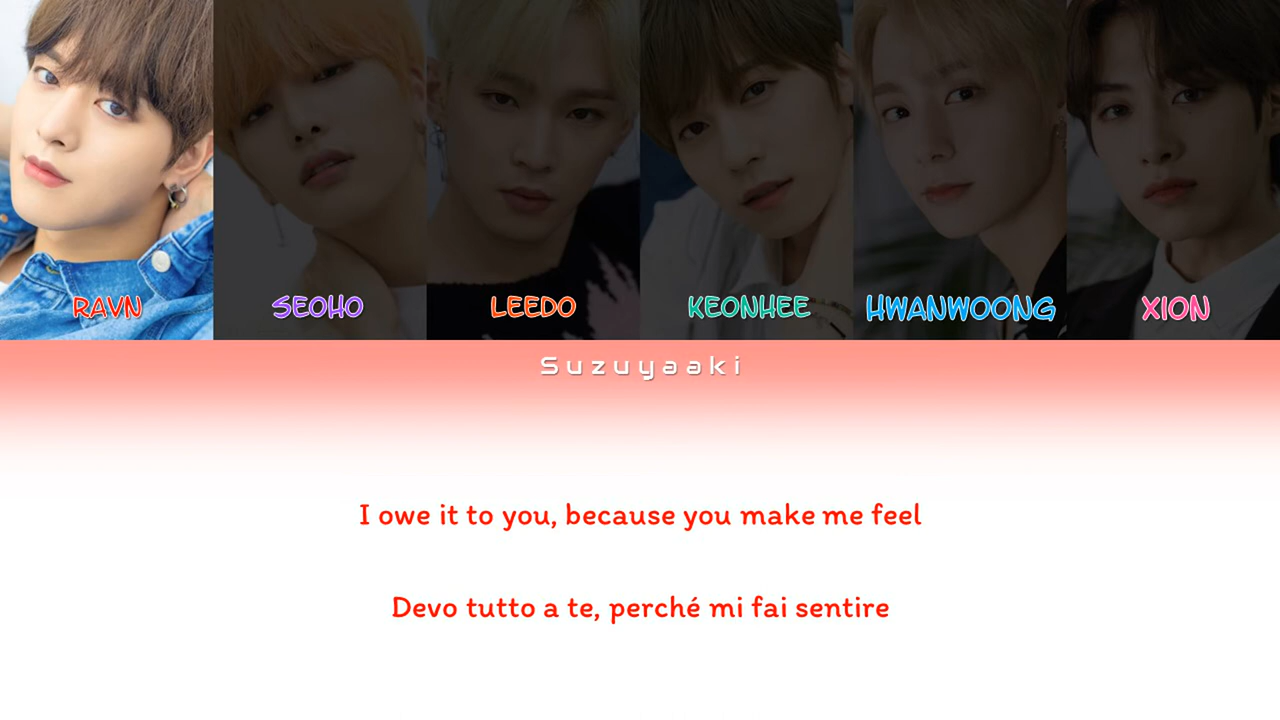 RAVN SEOHO LEEDO KEONHEE HWANWOONG XION
Suzuyaaki
I owe it to you, because you make me feel
Devo tutto a te, perché mi fai sentire